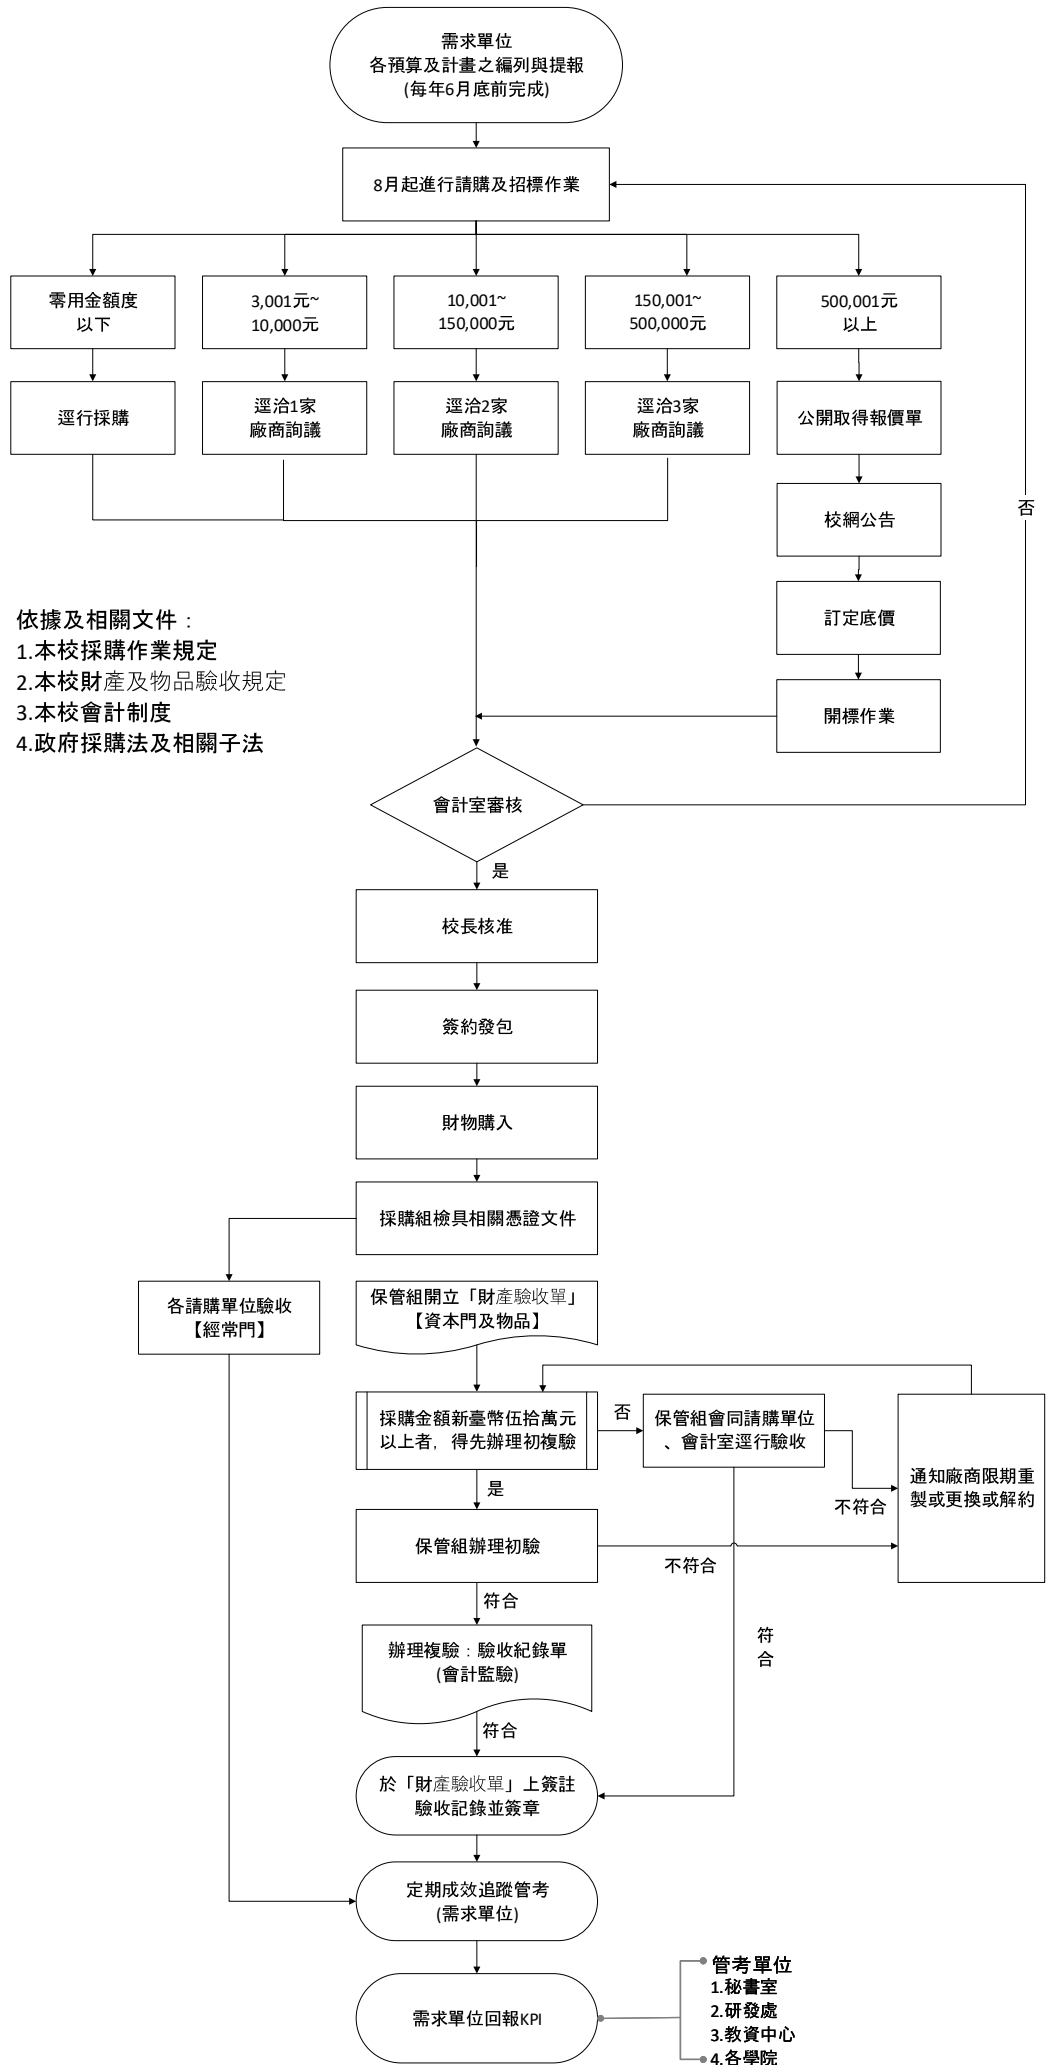 需求單位
各預算及計畫之編列與提報
(每年6月底前完成)
8月起進行請購及招標作業
零用金額度
以下
3,001元~
10,000元
10,001~
150,000元
150,001~
500,000元
500,001元
以上
逕行採購
逕洽1家
廠商詢議
逕洽2家
廠商詢議
逕洽3家
廠商詢議
公開取得報價單
校網公告
訂定底價
開標作業
否
依據及相關文件：
1.本校採購作業規定
2.本校財產及物品驗收規定
3.本校會計制度
4.政府採購法及相關子法
會計室審核
是
校長核准
簽約發包
財物購入
採購組檢具相關憑證文件
各請購單位驗收
【經常門】
保管組開立「財產驗收單」
【資本門及物品】
採購金額新臺幣伍拾萬元
以上者，得先辦理初複驗
否
保管組會同請購單位
、會計室逕行驗收
不符合
通知廠商限期重
製或更換或解約
是
保管組辦理初驗
不符合
符合
辦理複驗：驗收紀錄單
(會計監驗)
符
合
符合
於「財產驗收單」上簽註
驗收記錄並簽章
定期成效追蹤管考
(需求單位)
需求單位回報KPI
管考單位
1.秘書室
2.研發處
3.教資中心
4.各學院